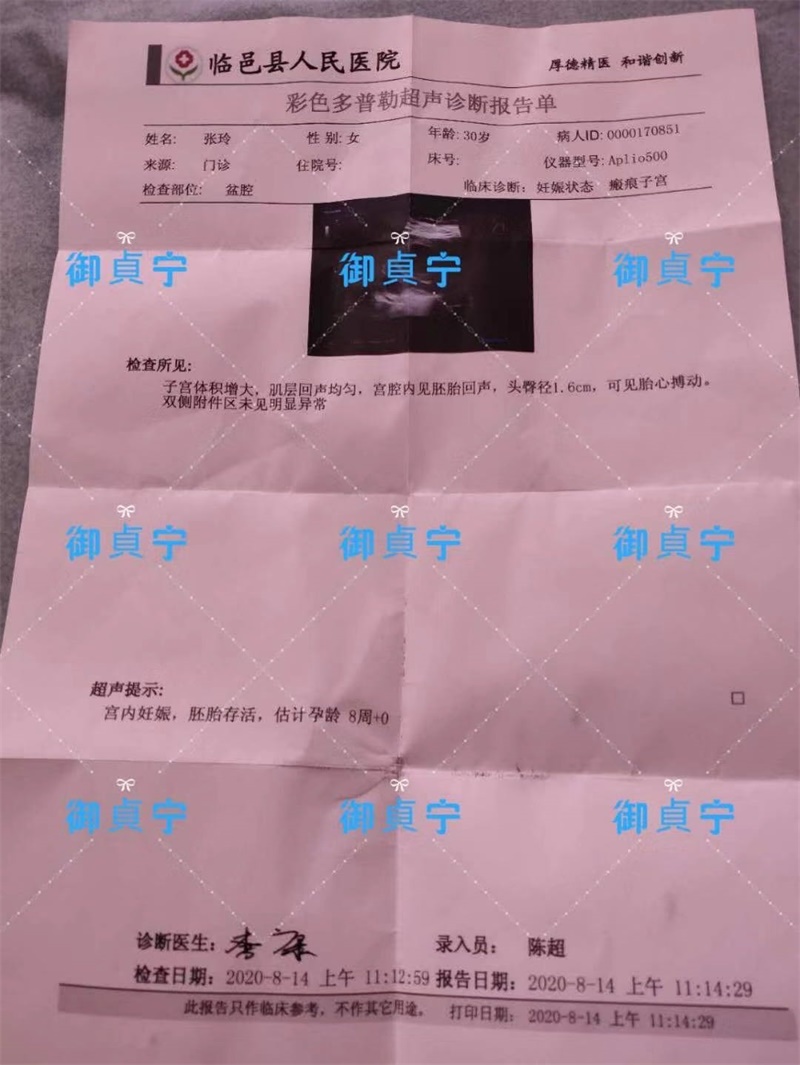 临邑县人民医院 厚德精医 和谐创新
彩色多普勒超声诊断报告单
姓名: 张玲 性别:女 年龄:30岁 病人ID:0000170851
来源: 门诊 住院号: 床号: 仪器型号:Aplio500
检查部位: 盆腔 临床诊断: 妊娠状态 瘢痕子宫
御贞宁 御贞宁 御贞宁
检查所见:
子宫体积增大，肌层回声均匀，宫腔内见胚胎回声，头臀径1.6cm，可见胎心搏动。
双侧附件区未见明显异常
御贞宁 御贞宁 御贞宁
超声提示:
宫内妊娠，胚胎存活，估计孕龄 8周+0
御贞宁 御贞宁 御贞宁
诊断医生: 录入员: 陈超
检查日期: 2020-8-14 上午 11:12:59 报告日期: 2020-8-14 上午 11:14:29
此报告只作临床参考，不作其它用途。 打印日期: 2020-8-14 上午 11:14:29